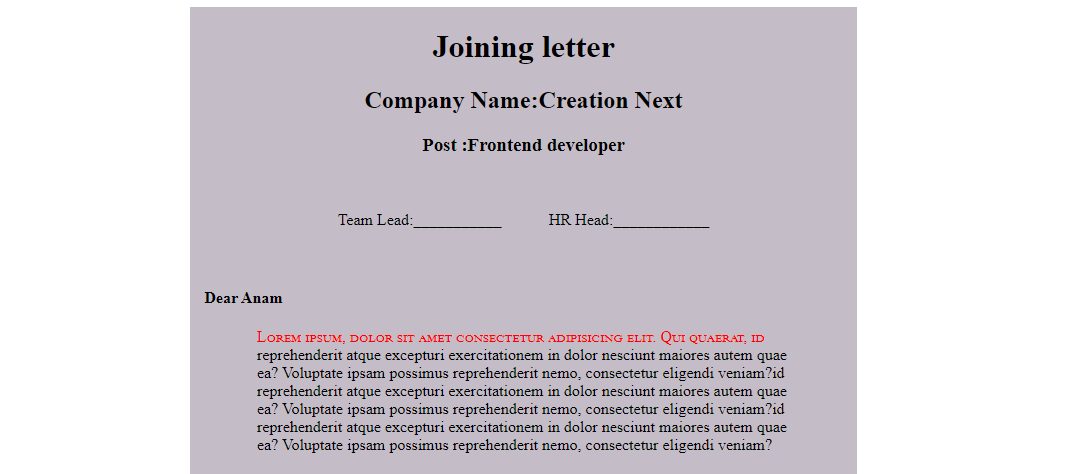 Joining letter
Company Name:Creation Next
Post :Frontend developer
Team Lead:___________ HR Head:____________
Dear Anam
Lorem ipsum, dolor sit amet consectetur adipisicing elit. Qui quaerat, id
reprehenderit atque excepturi exercitationem in dolor nesciunt maiores autem quae
ea? Voluptate ipsam possimus reprehenderit nemo, consectetur eligendi veniam?id
reprehenderit atque excepturi exercitationem in dolor nesciunt maiores autem quae
ea? Voluptate ipsam possimus reprehenderit nemo, consectetur eligendi veniam?id
reprehenderit atque excepturi exercitationem in dolor nesciunt maiores autem quae
ea? Voluptate ipsam possimus reprehenderit nemo, consectetur eligendi veniam?